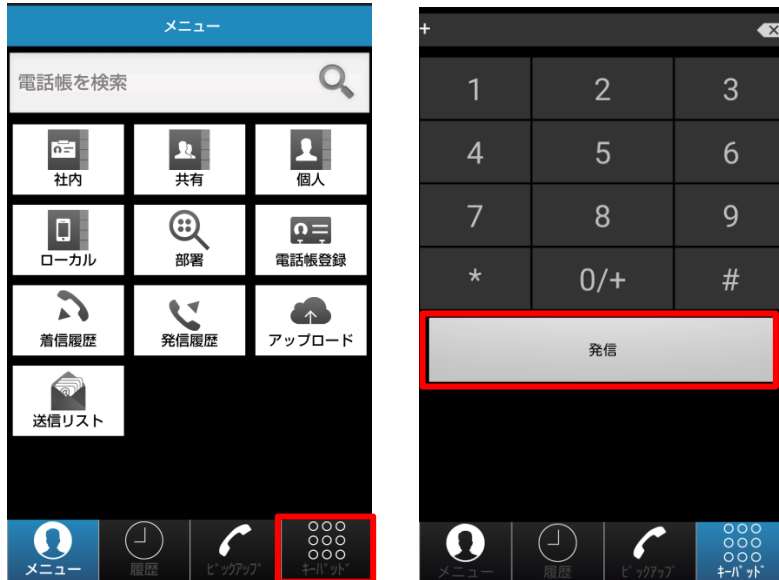 メニュー
電話帳を検索
社内
共有
個人
ローカル
部署
電話帳登録
着信履歴
発信履歴
アップロード
送信リスト
メニュー
履歴
ピックアップ
キーパッド
+
1
2
3
4
5
6
7
8
9
*
0/+
#
発信
メニュー
履歴
ピックアップ
キーパッド